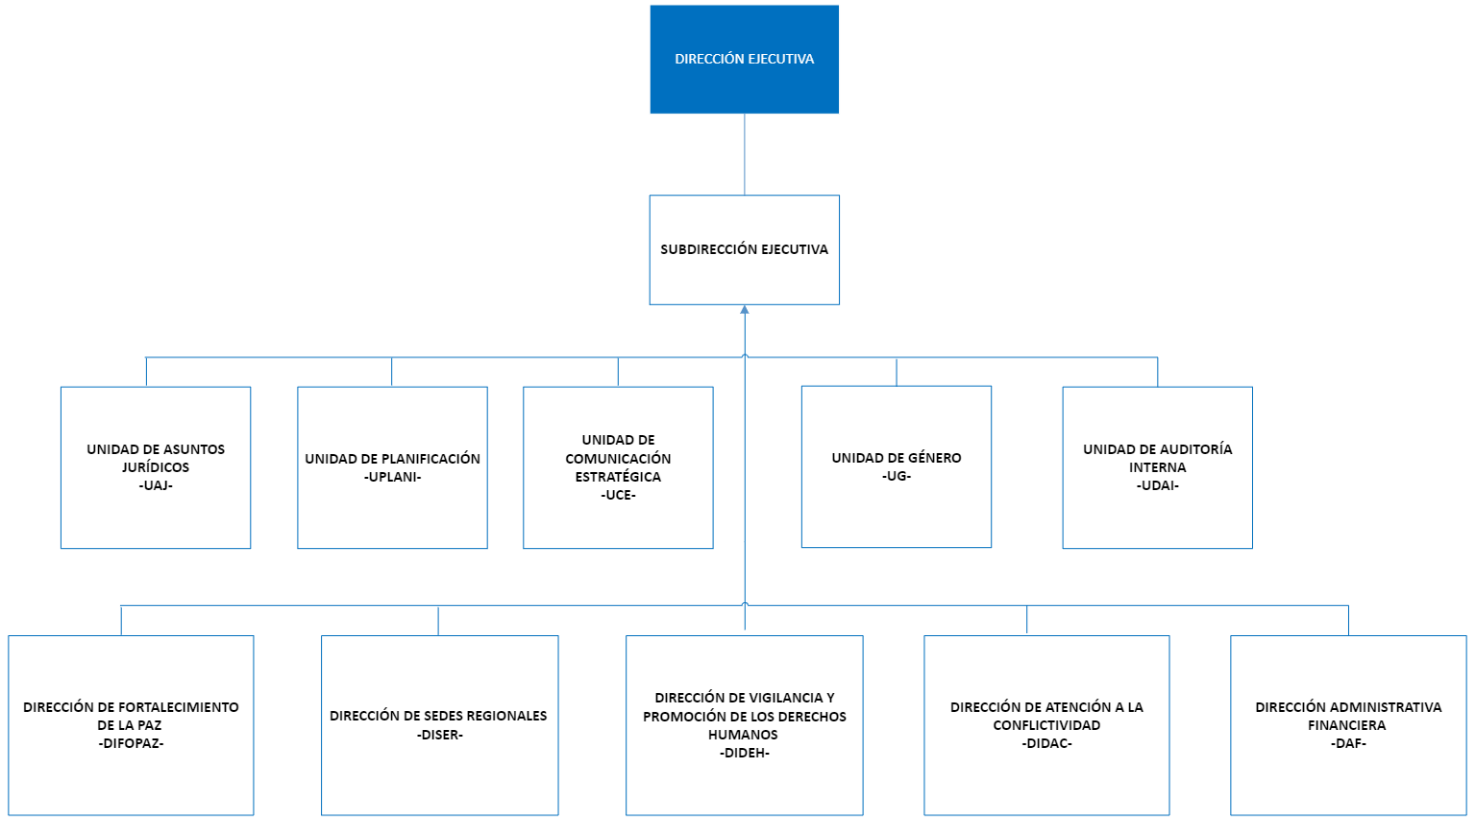 DIRECCIÓN EJECUTIVA
SUBDIRECCIÓN EJECUTIVA
UNIDAD DE ASUNTOS
JURÍDICOS
-UAJ-
UNIDAD DE PLANIFICACIÓN
-UPLANI-
UNIDAD DE
COMUNICACIÓN
ESTRATÉGICA
-UCE-
UNIDAD DE GÉNERO
-UG-
UNIDAD DE AUDITORÍA
INTERNA
-UDAI-
DIRECCIÓN DE FORTALECIMIENTO
DE LA PAZ
-DIFOPAZ-
DIRECCIÓN DE SEDES REGIONALES
-DISER-
DIRECCIÓN DE VIGILANCIA Y
PROMOCIÓN DE LOS DERECHOS
HUMANOS
-DIDEH-
DIRECCIÓN DE ATENCIÓN A LA
CONFLICTIVIDAD
-DIDAC-
DIRECCIÓN ADMINISTRATIVA
FINANCIERA
-DAF-